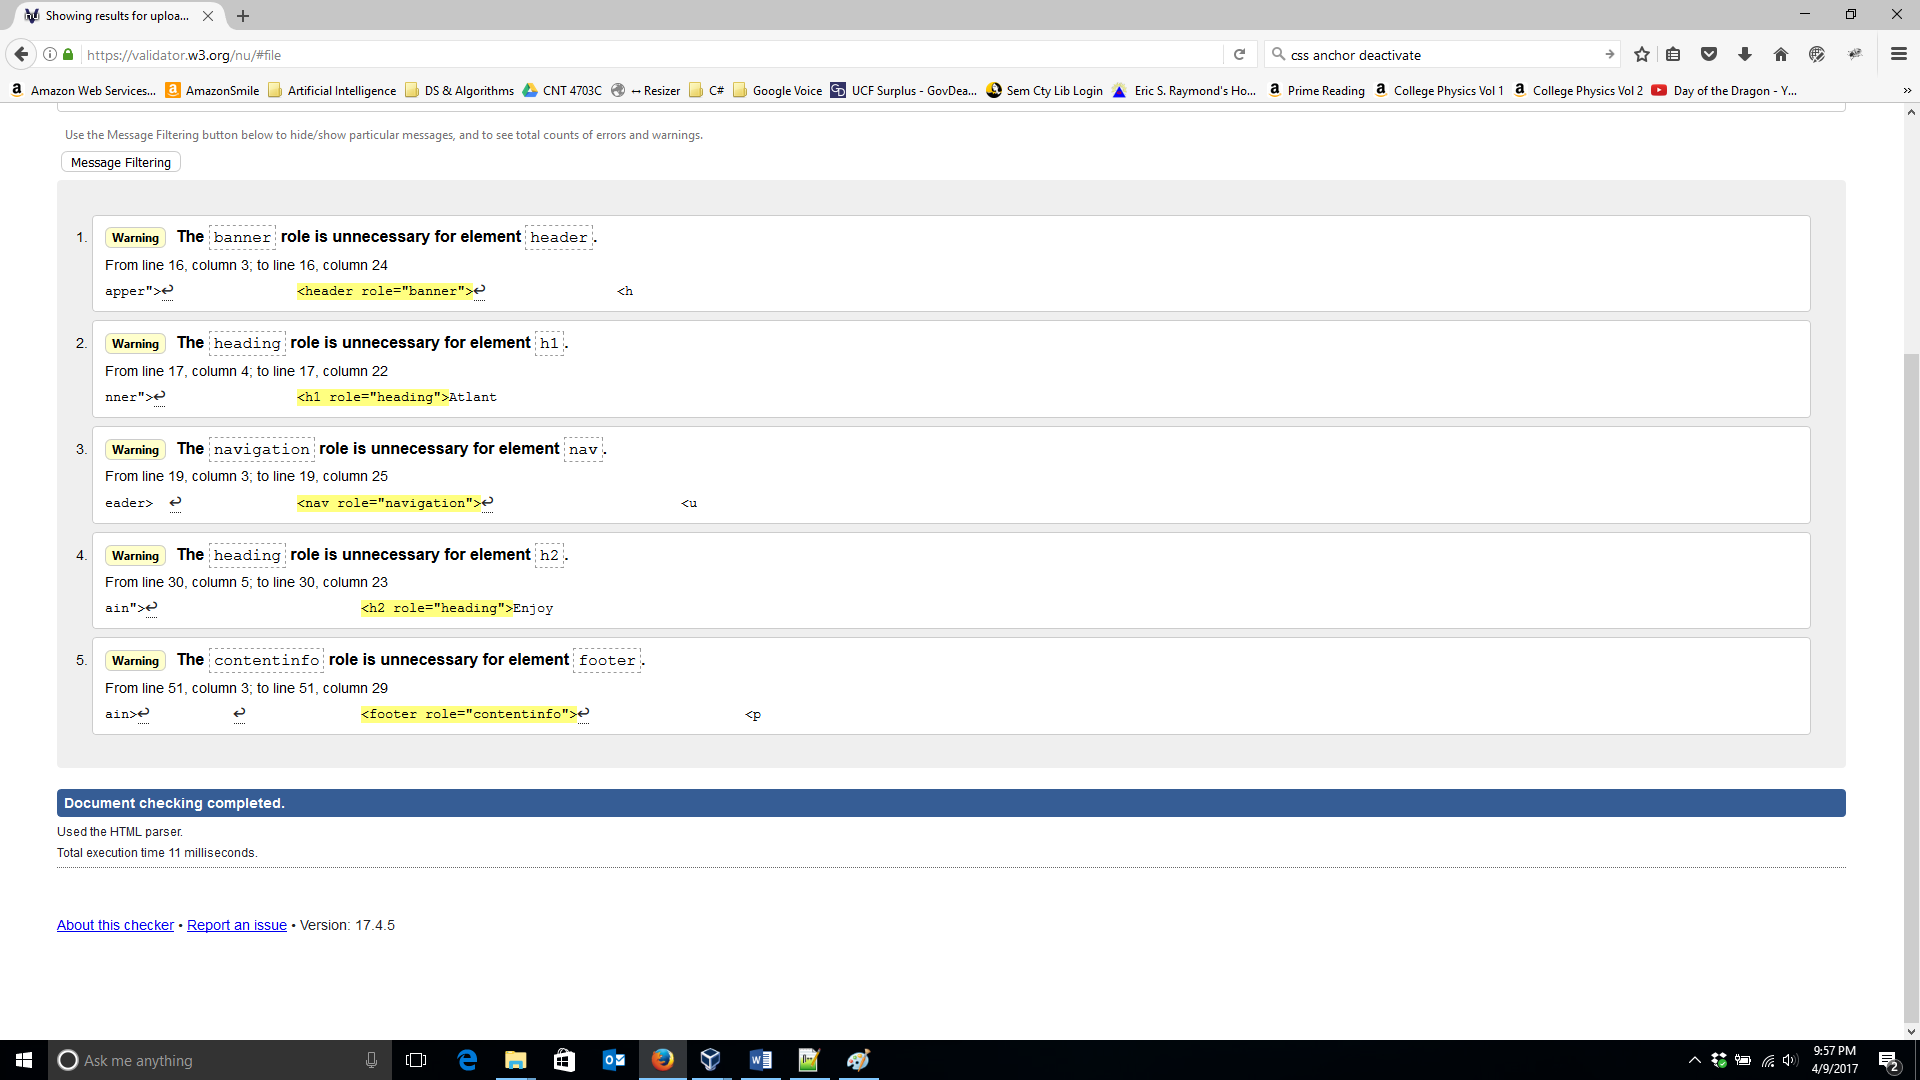 Showing results for uploa...
https://validator.w3.org/nu/#file
css anchor deactivate
Amazon Web Services... AmazonSmile Artificial Intelligence DS & Algorithms CNT 4703C ↔ Resizer C# Google Voice UCF Surplus - GovDea... Sem Cty Lib Login Eric S. Raymond's Ho... Prime Reading College Physics Vol 1 College Physics Vol 2 Day of the Dragon - Y... »
Use the Message Filtering button below to hide/show particular messages, and to see total counts of errors and warnings.
Message Filtering
1. Warning The banner role is unnecessary for element header.
From line 16, column 3; to line 16, column 24
apper">↩ <header role="banner">↩ <h
2. Warning The heading role is unnecessary for element h1.
From line 17, column 4; to line 17, column 22
nner">↩ <h1 role="heading">Atlant
3. Warning The navigation role is unnecessary for element nav.
From line 19, column 3; to line 19, column 25
eader> ↩ <nav role="navigation">↩ <u
4. Warning The heading role is unnecessary for element h2.
From line 30, column 5; to line 30, column 23
ain">↩ <h2 role="heading">Enjoy
5. Warning The contentinfo role is unnecessary for element footer.
From line 51, column 3; to line 51, column 29
ain>↩ ↩ <footer role="contentinfo">↩ <p
Document checking completed.
Used the HTML parser.
Total execution time 11 milliseconds.
About this checker • Report an issue • Version: 17.4.5
Ask me anything
9:57 PM
4/9/2017
2